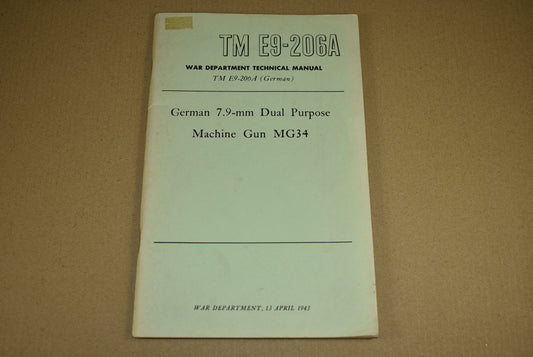 TM E9-206A
WAR DEPARTMENT TECHNICAL MANUAL
TM E9-206A (German)
German 7.9-mm Dual Purpose
Machine Gun MG34
WAR DEPARTMENT, 13 APRIL 1943